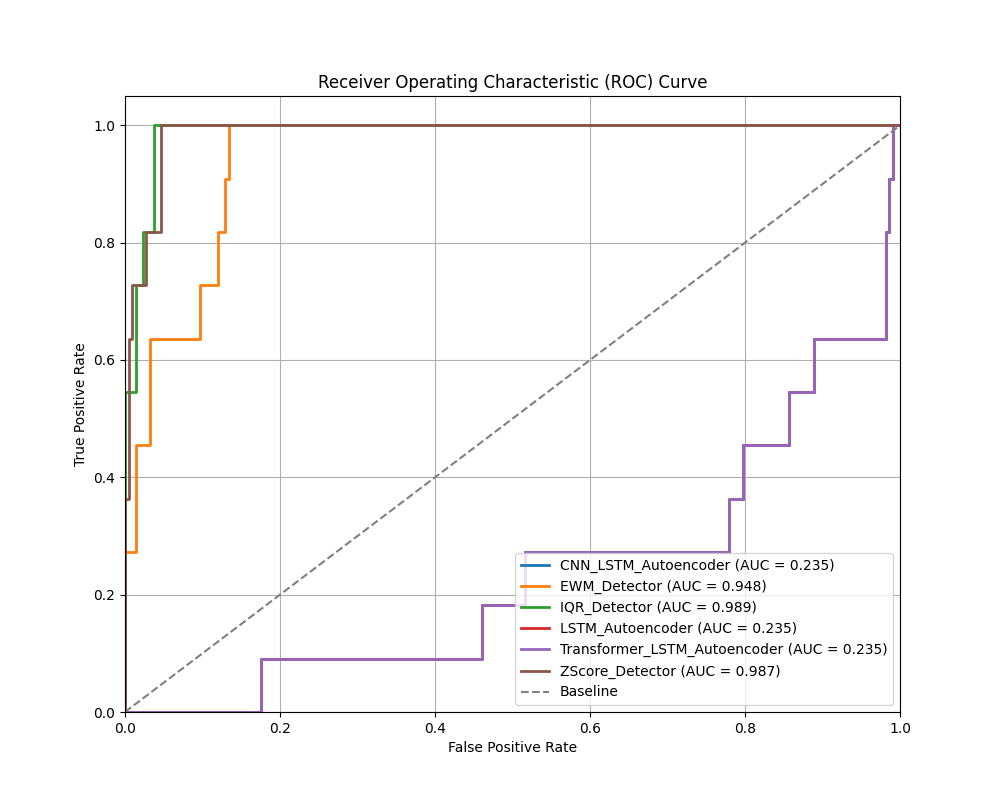 Receiver Operating Characteristic (ROC) Curve
True Positive Rate
1.0
0.8
0.6
0.4
0.2
0.0
0.0 0.2 0.4 0.6 0.8 1.0
False Positive Rate
CNN_LSTM_Autoencoder (AUC = 0.235)
EWM_Detector (AUC = 0.948)
IQR_Detector (AUC = 0.989)
LSTM_Autoencoder (AUC = 0.235)
Transformer_LSTM_Autoencoder (AUC = 0.235)
ZScore_Detector (AUC = 0.987)
Baseline